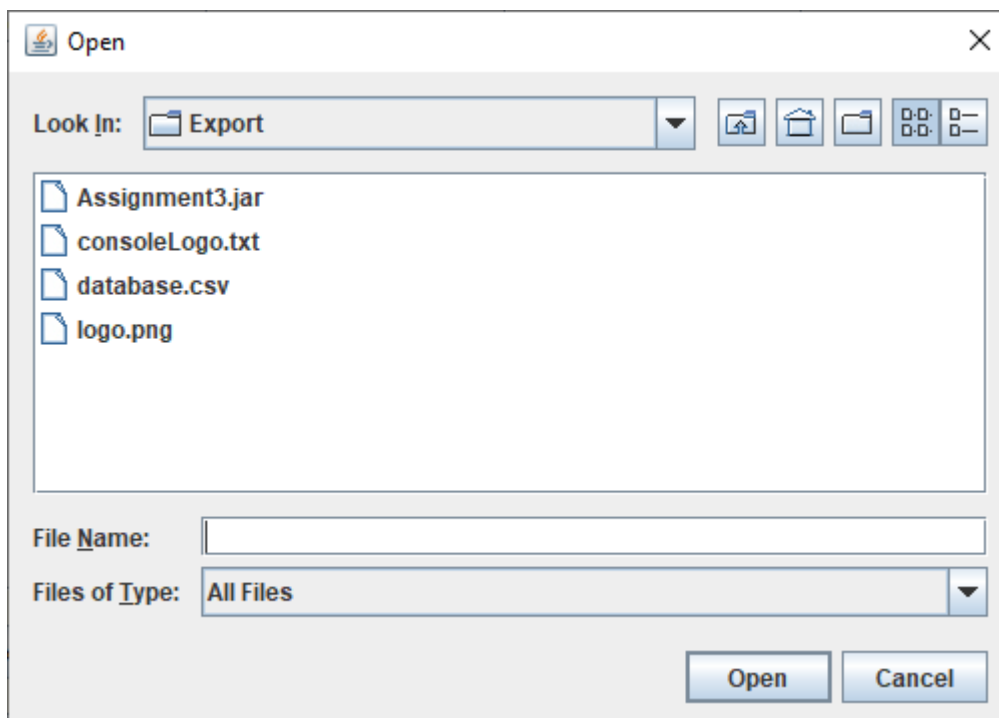 Open
Look In: Export
Assignment3.jar
consoleLogo.txt
database.csv
logo.png
File Name:
Files of Type: All Files
Open Cancel